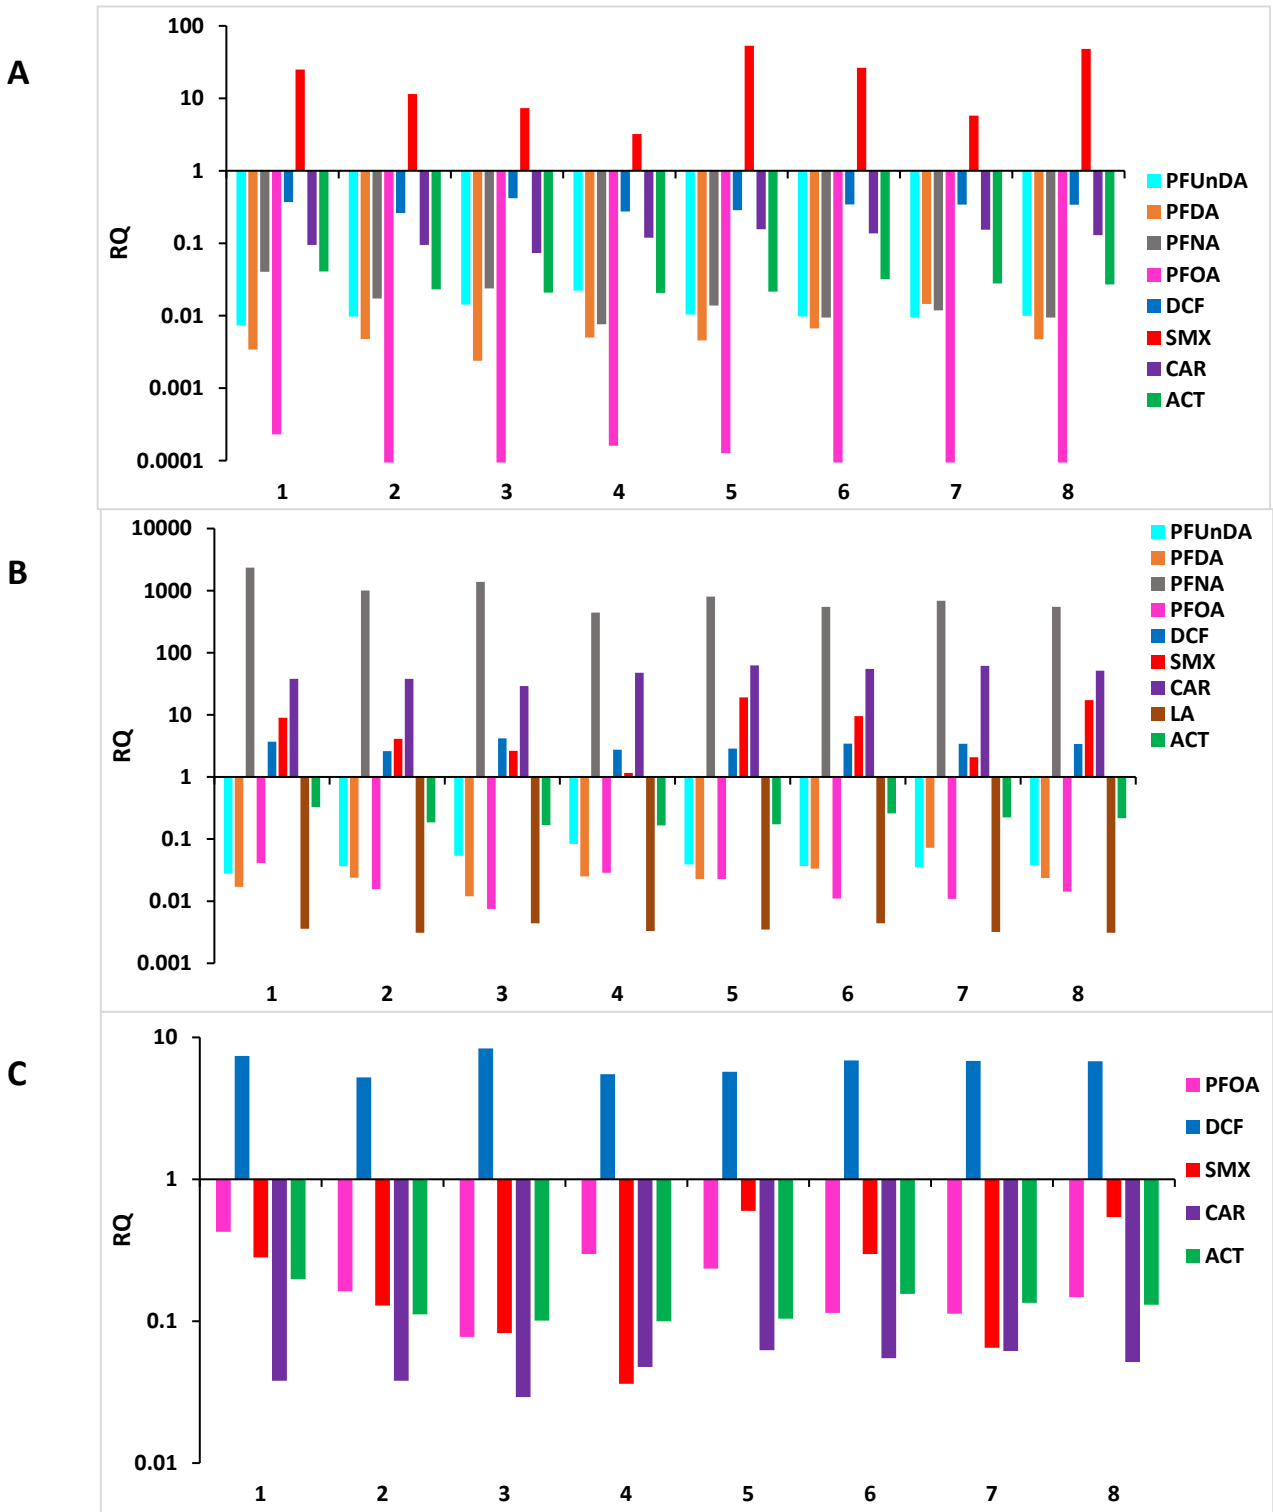 A
100
10
1
0.1
0.01
0.001
0.0001
RQ
1 2 3 4 5 6 7 8
PFUnDA
PFDA
PFNA
PFOA
DCF
SMX
CAR
ACT
B
10000
1000
100
10
1
0.1
0.01
0.001
RQ
1 2 3 4 5 6 7 8
PFUnDA
PFDA
PFNA
PFOA
DCF
SMX
CAR
LA
ACT
C
10
1
0.1
0.01
RQ
1 2 3 4 5 6 7 8
PFOA
DCF
SMX
CAR
ACT